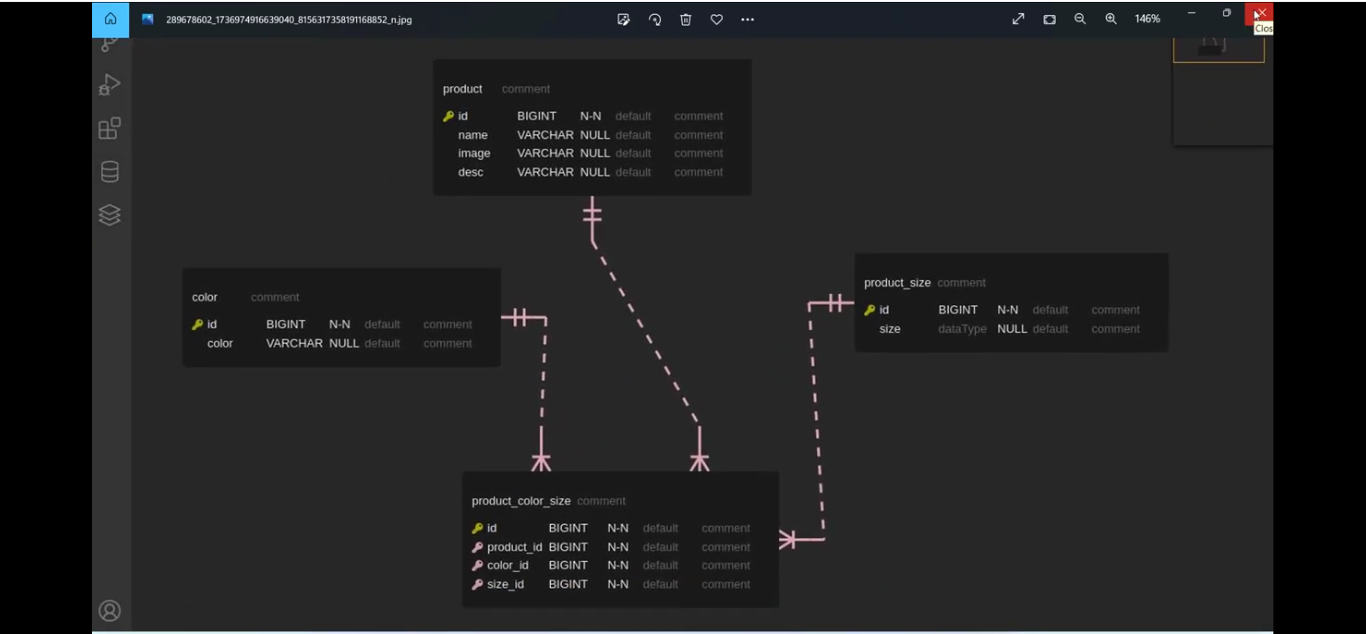 289678602_1736974916639040_8156317358191168852_n.jpg
146%
Clos
product comment
id BIGINT N-N default comment
name VARCHAR NULL default comment
image VARCHAR NULL default comment
desc VARCHAR NULL default comment
color comment
id BIGINT N-N default comment
color VARCHAR NULL default comment
product_size comment
id BIGINT N-N default comment
size dataType NULL default comment
product_color_size comment
id BIGINT N-N default comment
product_id BIGINT N-N default comment
color_id BIGINT N-N default comment
size_id BIGINT N-N default comment